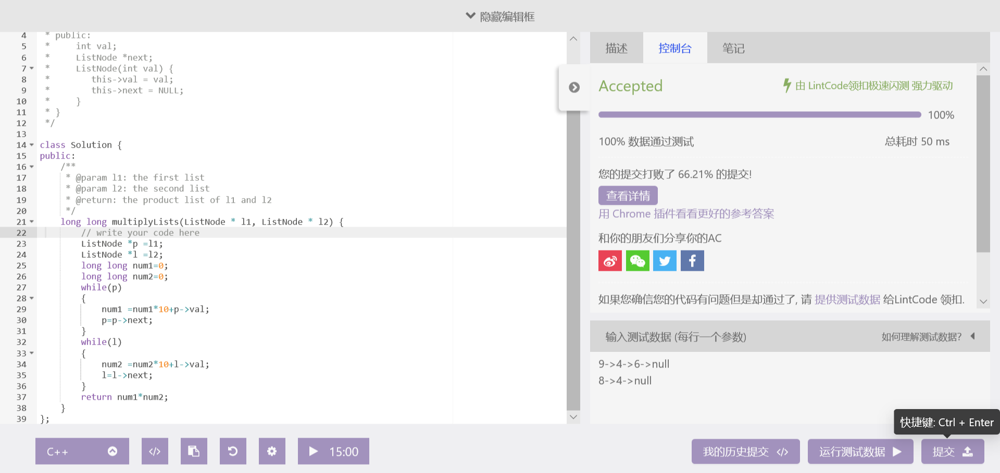 隐藏编辑框
4 * public:
5 * int val;
6 * ListNode *next;
7 * ListNode(int val) {
8 * this->val = val;
9 * this->next = NULL;
10 * }
11 * }
12 */
13
14 class Solution {
15 public:
16 /**
17 * @param l1: the first list
18 * @param l2: the second list
19 * @return: the product list of l1 and l2
20 */
21 long long multiplyLists(ListNode * l1, ListNode * l2) {
22 // write your code here
23 ListNode *p =l1;
24 ListNode *l =l2;
25 long long num1=0;
26 long long num2=0;
27 while(p)
28 {
29 num1 =num1*10+p->val;
30 p=p->next;
31 }
32 while(l)
33 {
34 num2 =num2*10+l->val;
35 l=l->next;
36 }
37 return num1*num2;
38 }
39 };
描述 控制台 笔记
Accepted 由 LintCode领扣极速闪测 强力驱动
100%
100% 数据通过测试 总耗时 50 ms
您的提交打败了 66.21% 的提交!
查看详情
用 Chrome 插件看看更好的参考答案
和你的朋友们分享你的AC
如果您确信您的代码有问题但是却通过了, 请 提供测试数据 给LintCode 领扣.
输入测试数据 (每行一个参数) 如何理解测试数据?
9->4->6->null
8->4->null
快捷键: Ctrl + Enter
C++ </> 15:00 我的历史提交 </> 运行测试数据 提交